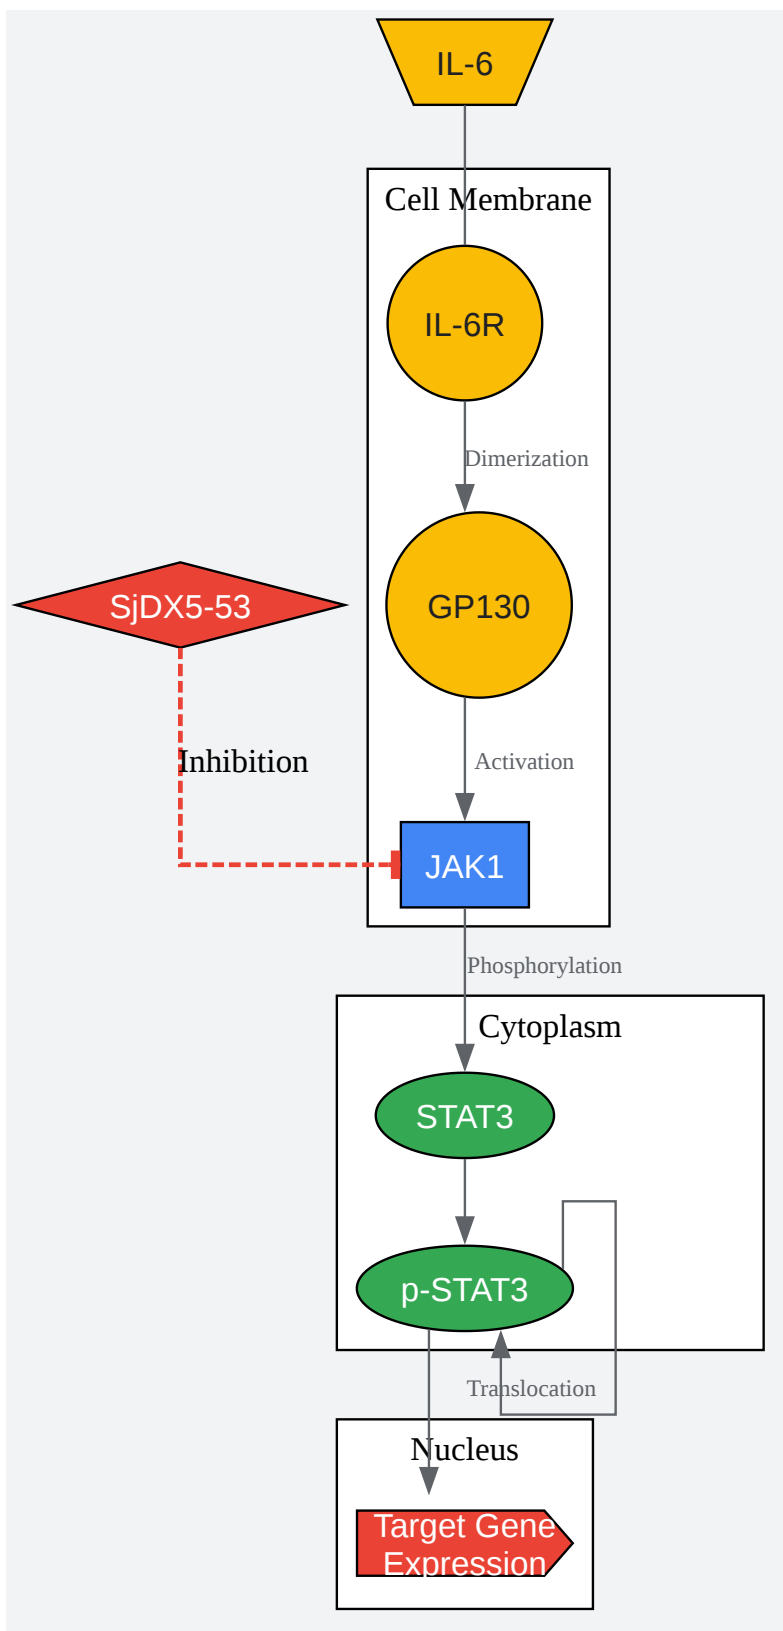 IL-6
Cell Membrane
IL-6R
Dimerization
SjDX5-53
GP130
Inhibition
Activation
JAK1
Phosphorylation
Cytoplasm
STAT3
p-STAT3
Translocation
Nucleus
Target Gene
Expression